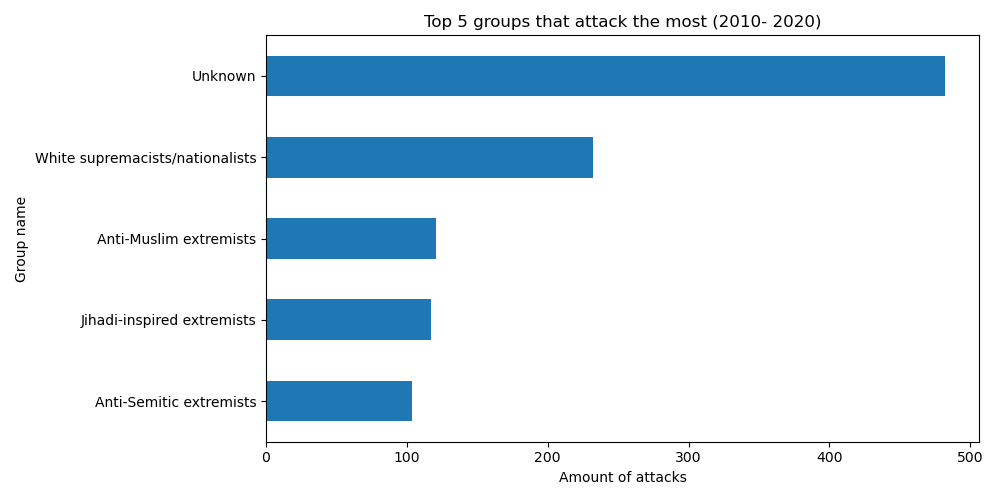 Top 5 groups that attack the most (2010- 2020)
Group name
Unknown
White supremacists/nationalists
Anti-Muslim extremists
Jihadi-inspired extremists
Anti-Semitic extremists
0 100 200 300 400 500
Amount of attacks